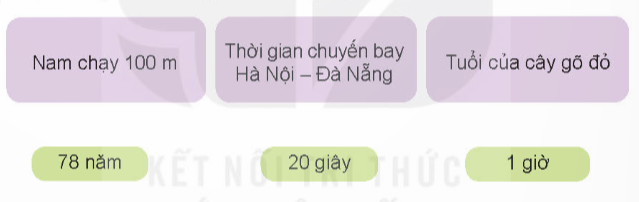 Nam chạy 100 m
Thời gian chuyến bay
Hà Nội – Đà Nẵng
Tuổi của cây gõ đỏ
78 năm
20 giây
1 giờ
KẾT NỐI TRI THỨC